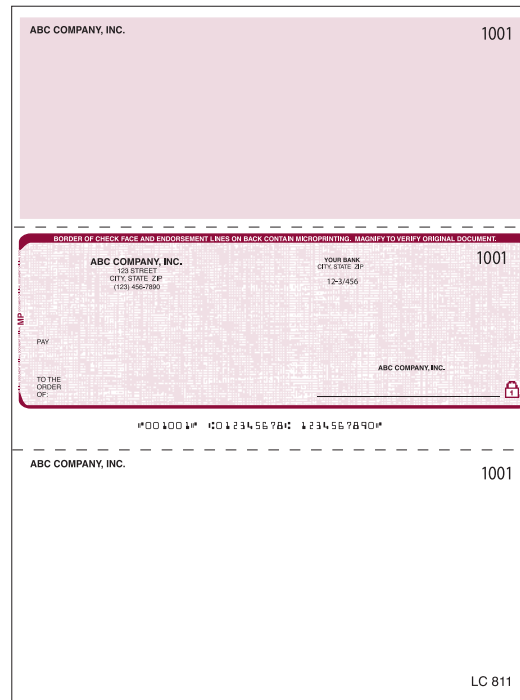 ABC COMPANY, INC.
1001
BORDER OF CHECK FACE AND ENDORSEMENT LINES ON BACK CONTAIN MICROPRINTING. MAGNIFY TO VERIFY ORIGINAL DOCUMENT.
ABC COMPANY, INC.
123 STREET
CITY, STATE ZIP
(123) 456-7890
YOUR BANK
CITY, STATE ZIP
12-3/456
1001
MP
PAY
ABC COMPANY, INC.
TO THE
ORDER
OF:
1
⑈001001⑈ ⑆012345678⑆ 1234567890⑈
ABC COMPANY, INC.
1001
LC 811